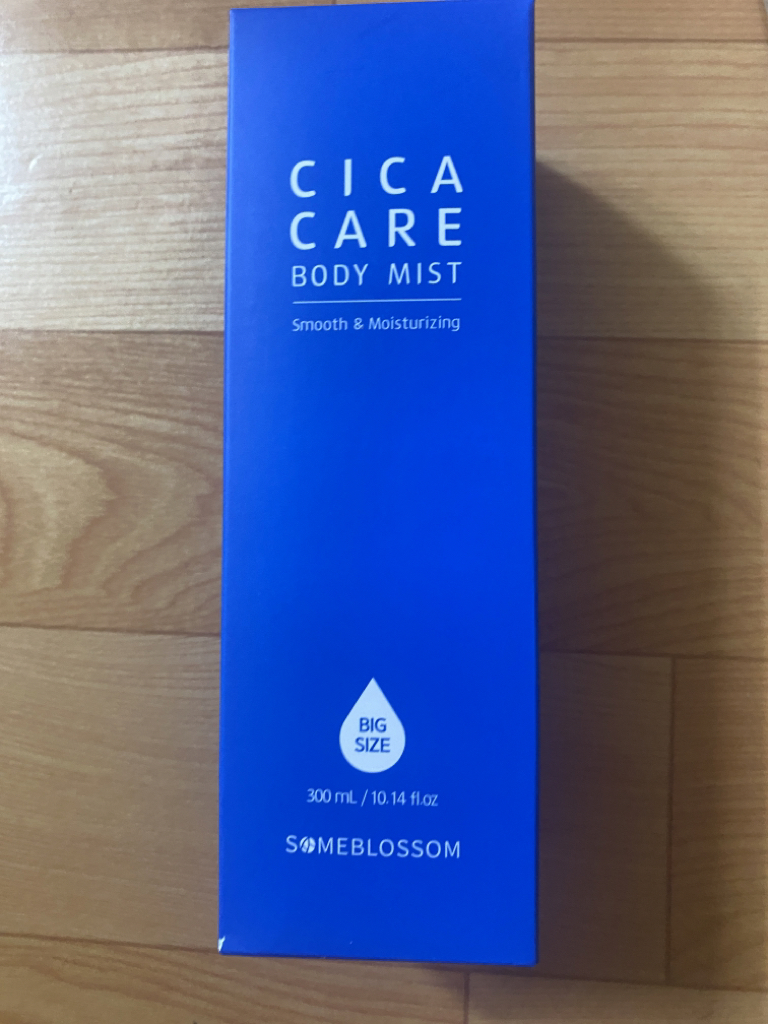 CICA
CARE
BODY MIST
Smooth & Moisturizing
BIG
SIZE
300 mL / 10.14 fl.oz
SOMEBLOSSOM